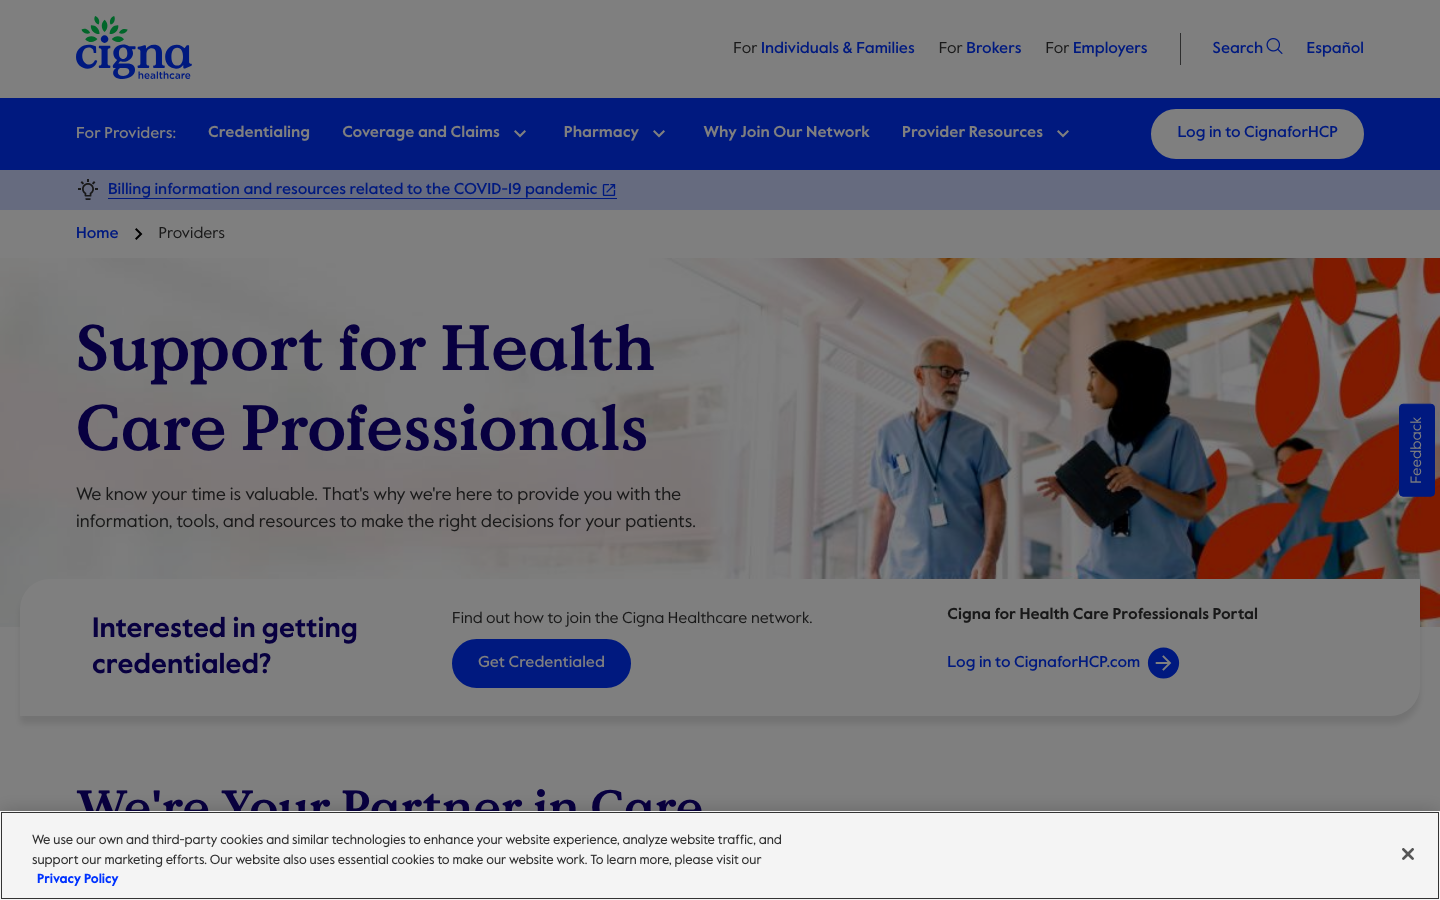 cigna
healthcare
For Individuals & Families
For Brokers
For Employers
Search
Español
For Providers:
Credentialing
Coverage and Claims
Pharmacy
Why Join Our Network
Provider Resources
Log in to CignaforHCP
Billing information and resources related to the COVID-19 pandemic
Home
Providers
Support for Health
Care Professionals
We know your time is valuable. That's why we're here to provide you with the
information, tools, and resources to make the right decisions for your patients.
Feedback
Interested in getting
credentialed?
Find out how to join the Cigna Healthcare network.
Get Credentialed
Cigna for Health Care Professionals Portal
Log in to CignaforHCP.com
We're Your Partner in Care
We use our own and third-party cookies and similar technologies to enhance your website experience, analyze website traffic, and
support our marketing efforts. Our website also uses essential cookies to make our website work. To learn more, please visit our
Privacy Policy